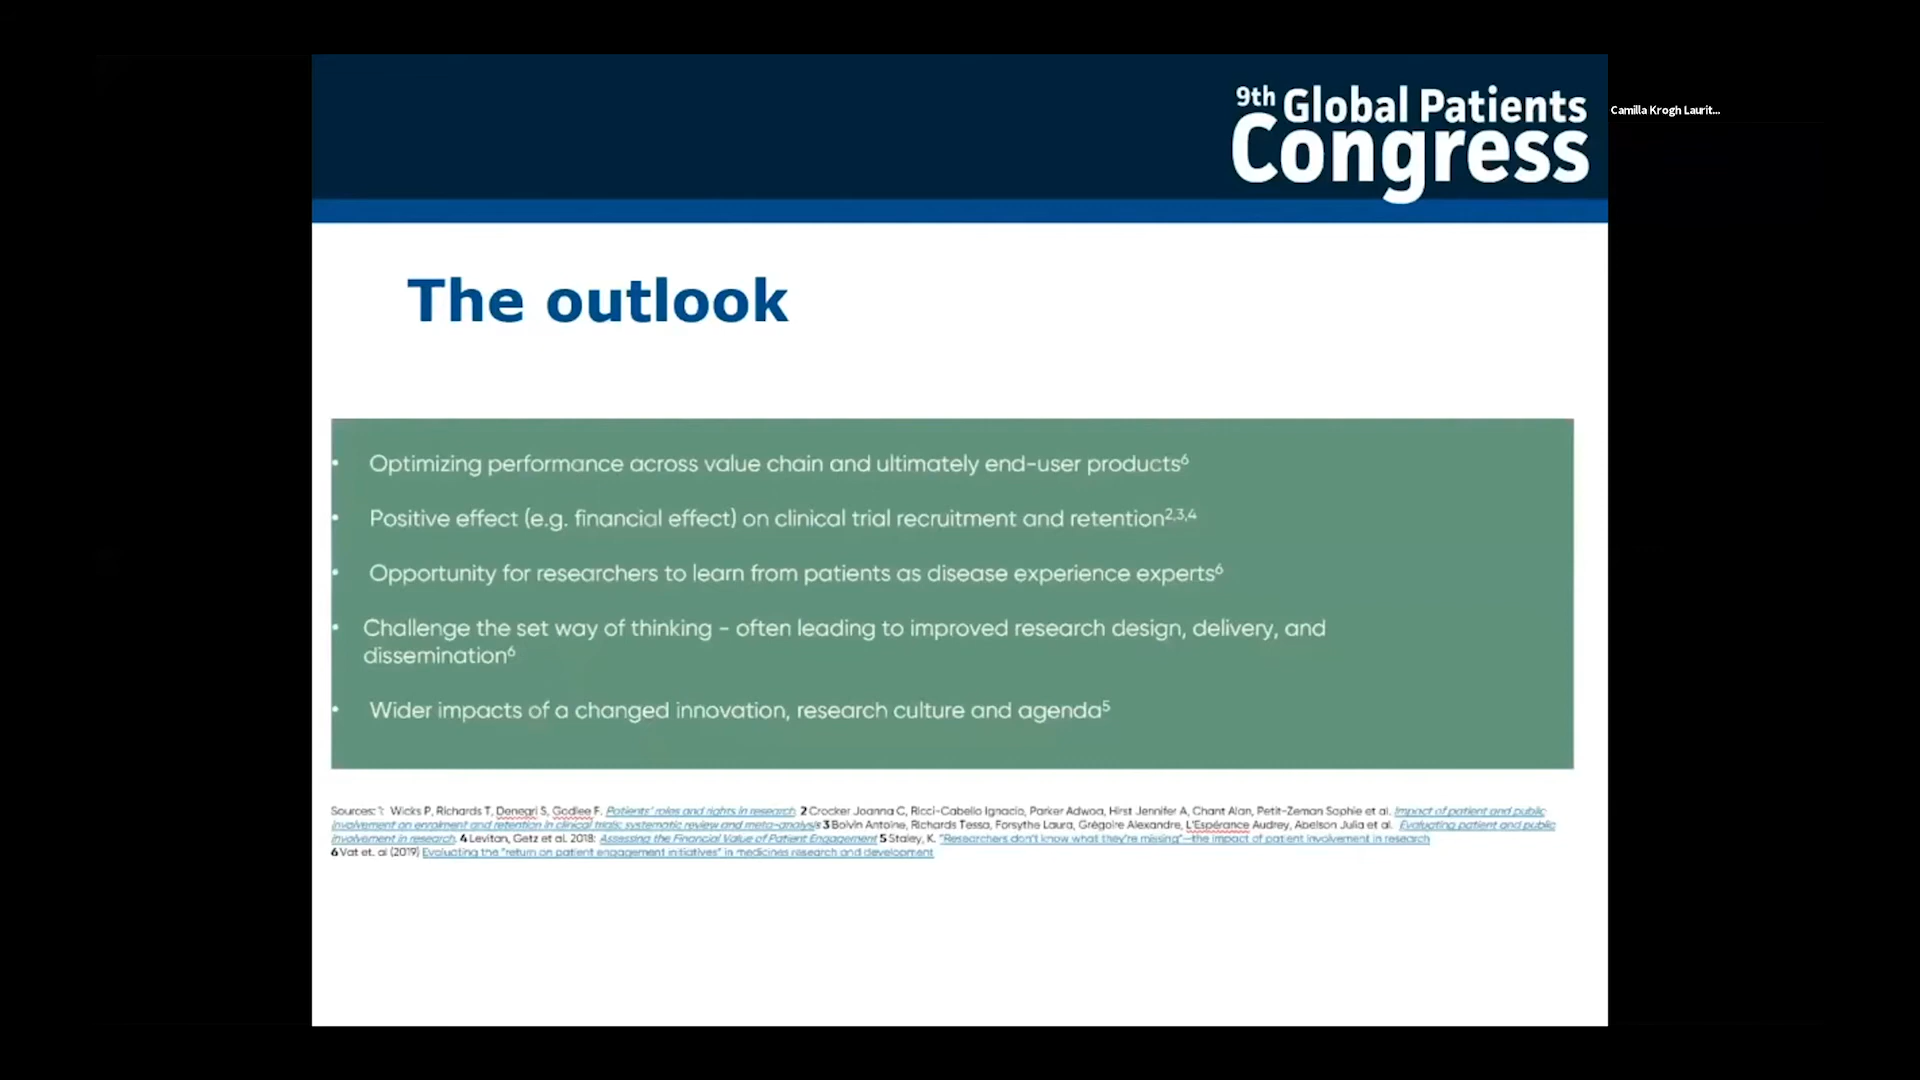 9th Global Patients
Congress
Camilla Krogh Laurit...
The outlook
• Optimizing performance across value chain and ultimately end-user products⁶
• Positive effect (e.g. financial effect) on clinical trial recruitment and retention²,³,⁴
• Opportunity for researchers to learn from patients as disease experience experts⁶
• Challenge the set way of thinking – often leading to improved research design, delivery, and
dissemination⁶
• Wider impacts of a changed innovation, research culture and agenda⁵
Sources: 1: Wicks P, Richards T, Denegri S, Godlee F. Patients' roles and rights in research. 2 Crocker Joanna C, Ricci-Cabello Ignacio, Parker Adwoa, Hirst Jennifer A, Chant Alan, Petit-Zeman Sophie et al. Impact of patient and public
involvement on enrolment and retention in clinical trials: systematic review and meta-analysis 3 Boivin Antoine, Richards Tessa, Forsythe Laura, Grégoire Alexandre, L'Espérance Audrey, Abelson Julia et al. Evaluating patient and public
involvement in research. 4 Levitan, Getz et al. 2018: Assessing the Financial Value of Patient Engagement 5 Staley, K. "Researchers don't know what they're missing"—the impact of patient involvement in research
6 Vat et. al (2019) Evaluating the "return on patient engagement initiatives" in medicines research and development